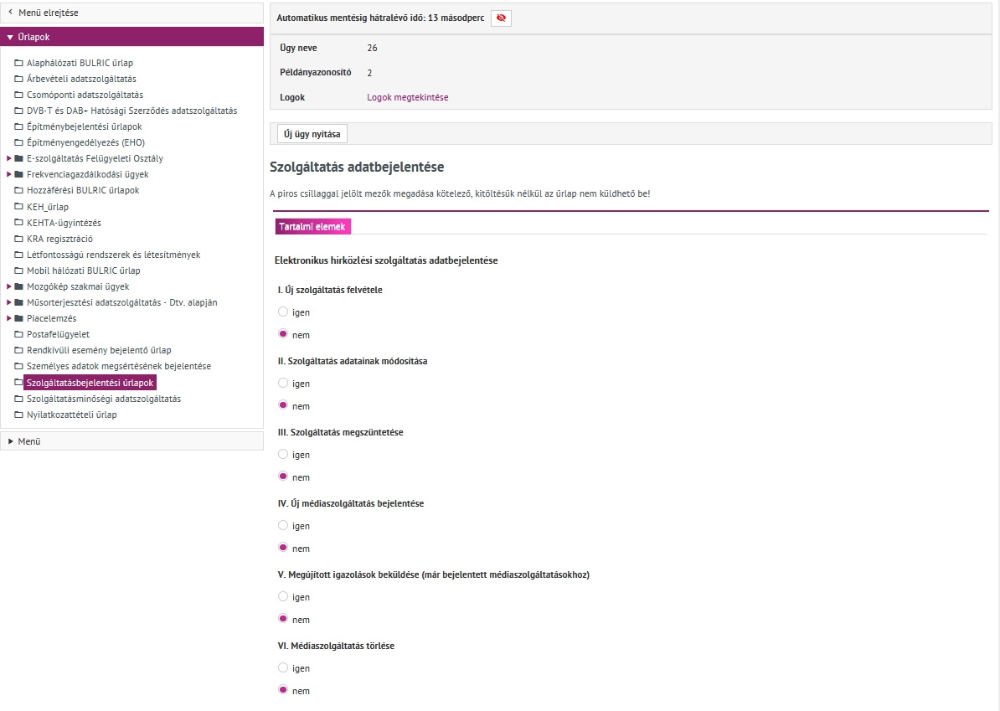 Menü elrejtése
Űrlapok
Alaphálózati BULRIC űrlap
Árbevételi adatszolgáltatás
Csomóponti adatszolgáltatás
DVB-T és DAB+ Hatósági Szerződés adatszolgáltatás
Építménybejelentési űrlapok
Építményengedélyezés (EHO)
E-szolgáltatás Felügyeleti Osztály
Frekvenciagazdálkodási ügyek
Hozzáférési BULRIC űrlapok
KEH_űrlap
KEHTA-ügyintézés
KRA regisztráció
Létfontosságú rendszerek és létesítmények
Mobil hálózati BULRIC űrlap
Mozgókép szakmai ügyek
Műsorterjesztési adatszolgáltatás - Dtv. alapján
Piacelemzés
Postafelügyelet
Rendkívüli esemény bejelentő űrlap
Személyes adatok megsértésének bejelentése
Szolgáltatásbejelentési űrlapok
Szolgáltatásminőségi adatszolgáltatás
Nyilatkozattételi űrlap
Menü
Automatikus mentésig hátralévő idő: 13 másodperc
Ügy neve 26
Példányazonosító 2
Logok Logok megtekintése
Új ügy nyitása
Szolgáltatás adatbejelentése
A piros csillaggal jelölt mezők megadása kötelező, kitöltésük nélkül az űrlap nem küldhető be!
Tartalmi elemek
Elektronikus hírközlési szolgáltatás adatbejelentése
I. Új szolgáltatás felvétele
igen
nem
II. Szolgáltatás adatainak módosítása
igen
nem
III. Szolgáltatás megszüntetése
igen
nem
IV. Új médiaszolgáltatás bejelentése
igen
nem
V. Megújított igazolások beküldése (már bejelentett médiaszolgáltatásokhoz)
igen
nem
VI. Médiaszolgáltatás törlése
igen
nem